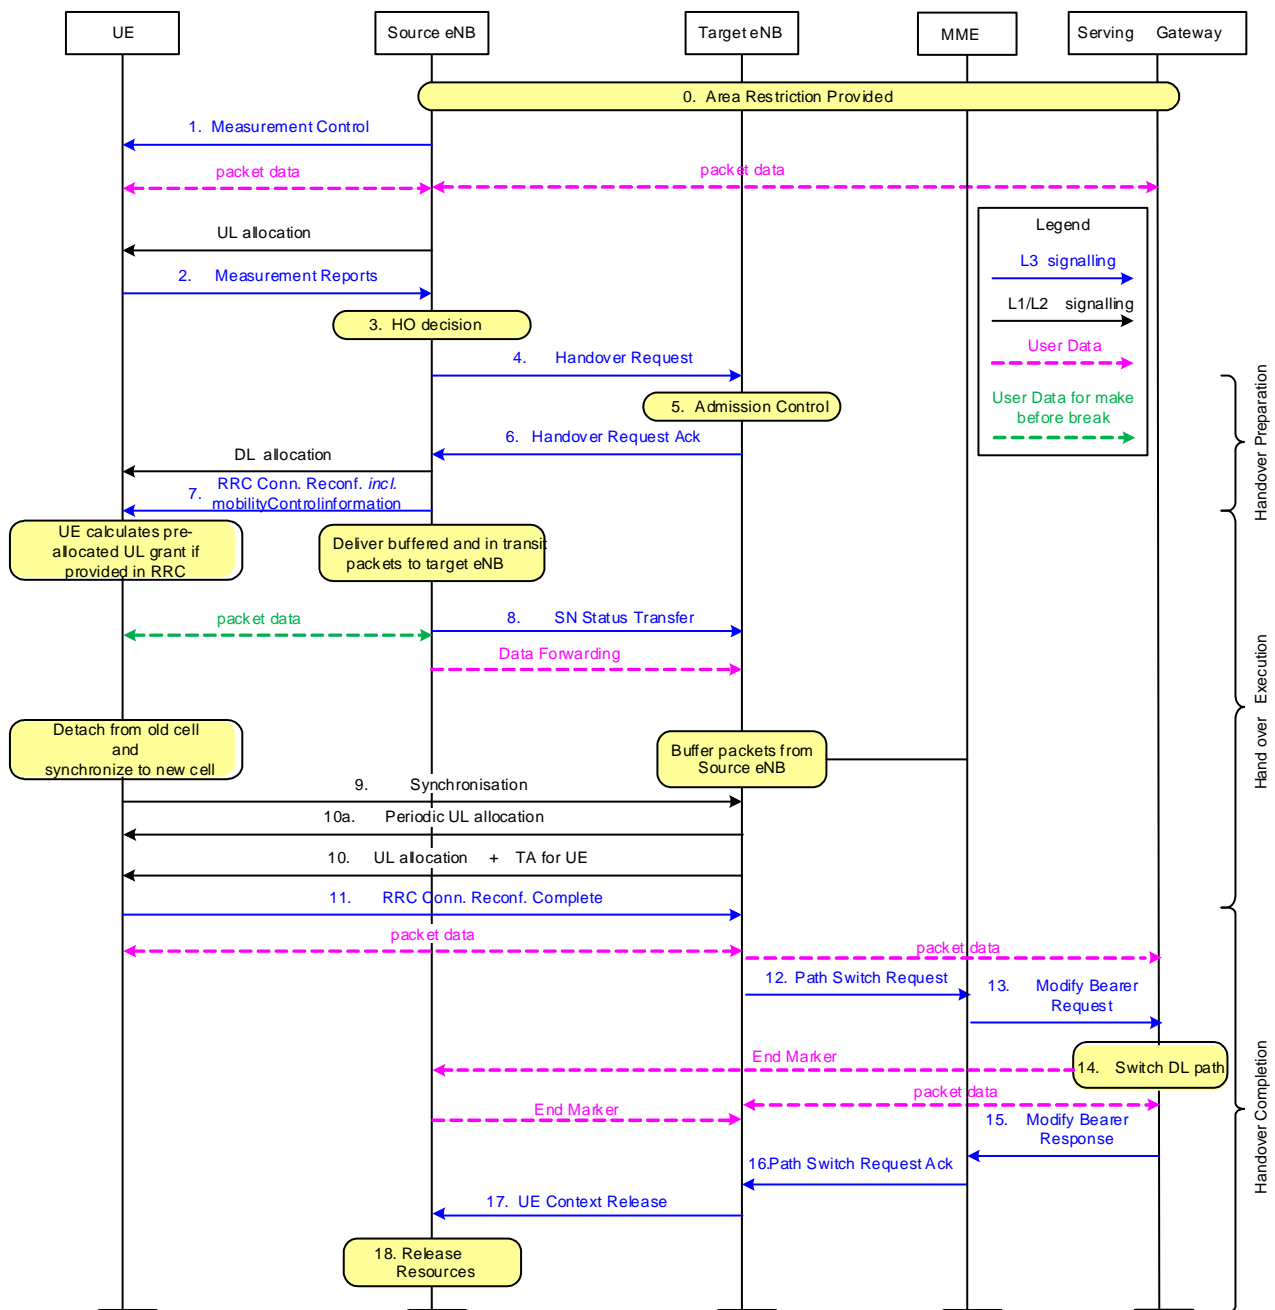 UE
Source eNB
Target eNB
MME
Serving Gateway
0. Area Restriction Provided
1. Measurement Control
packet data
packet data
Legend
L3 signalling
L1/L2 signalling
User Data
User Data for make
before break
UL allocation
2. Measurement Reports
3. HO decision
4. Handover Request
5. Admission Control
6. Handover Request Ack
DL allocation
7. RRC Conn. Reconf. incl.
mobilityControlinformation
Handover Preparation
UE calculates pre-
allocated UL grant if
provided in RRC
Deliver buffered and in transit
packets to target eNB
packet data
8. SN Status Transfer
Data Forwarding
Detach from old cell
and
synchronize to new cell
Buffer packets from
Source eNB
Hand over Execution
9. Synchronisation
10a. Periodic UL allocation
10. UL allocation + TA for UE
11. RRC Conn. Reconf. Complete
packet data
packet data
12. Path Switch Request
13. Modify Bearer
Request
End Marker
14. Switch DL path
packet data
End Marker
15. Modify Bearer
Response
16.Path Switch Request Ack
17. UE Context Release
18. Release
Resources
Handover Completion